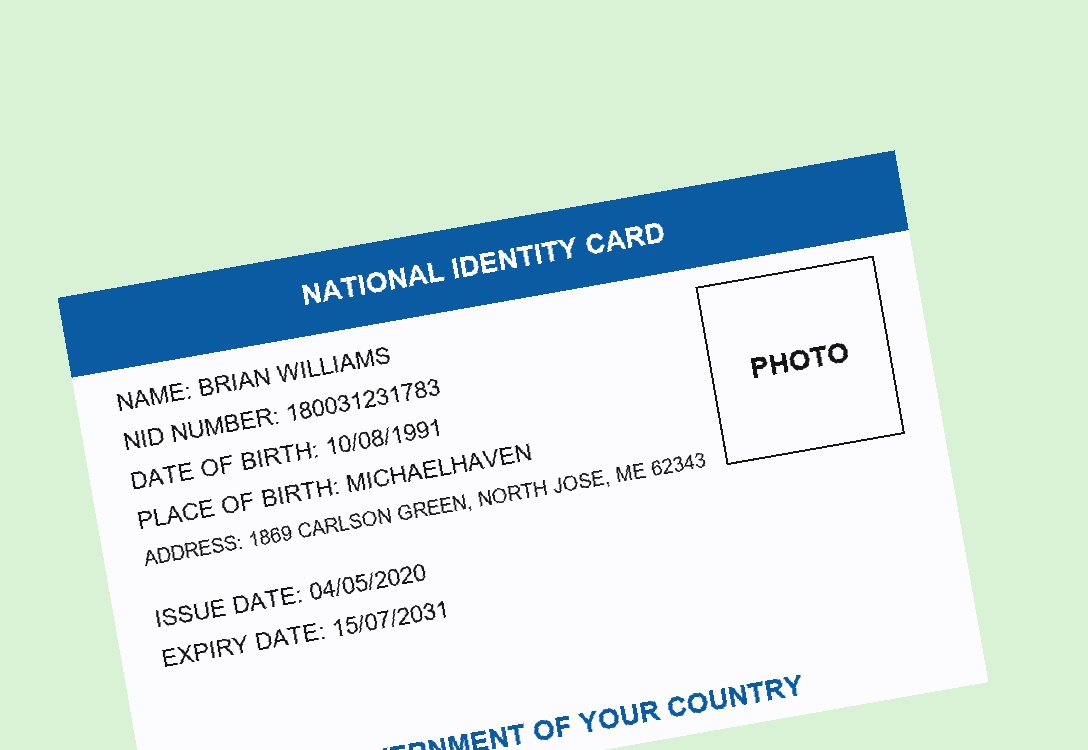 NATIONAL IDENTITY CARD
NAME: BRIAN WILLIAMS
NID NUMBER: 180031231783
DATE OF BIRTH: 10/08/1991
PLACE OF BIRTH: MICHAELHAVEN
ADDRESS: 1869 CARLSON GREEN, NORTH JOSE, ME 62343
PHOTO
ISSUE DATE: 04/05/2020
EXPIRY DATE: 15/07/2031
OF YOUR COUNTRY